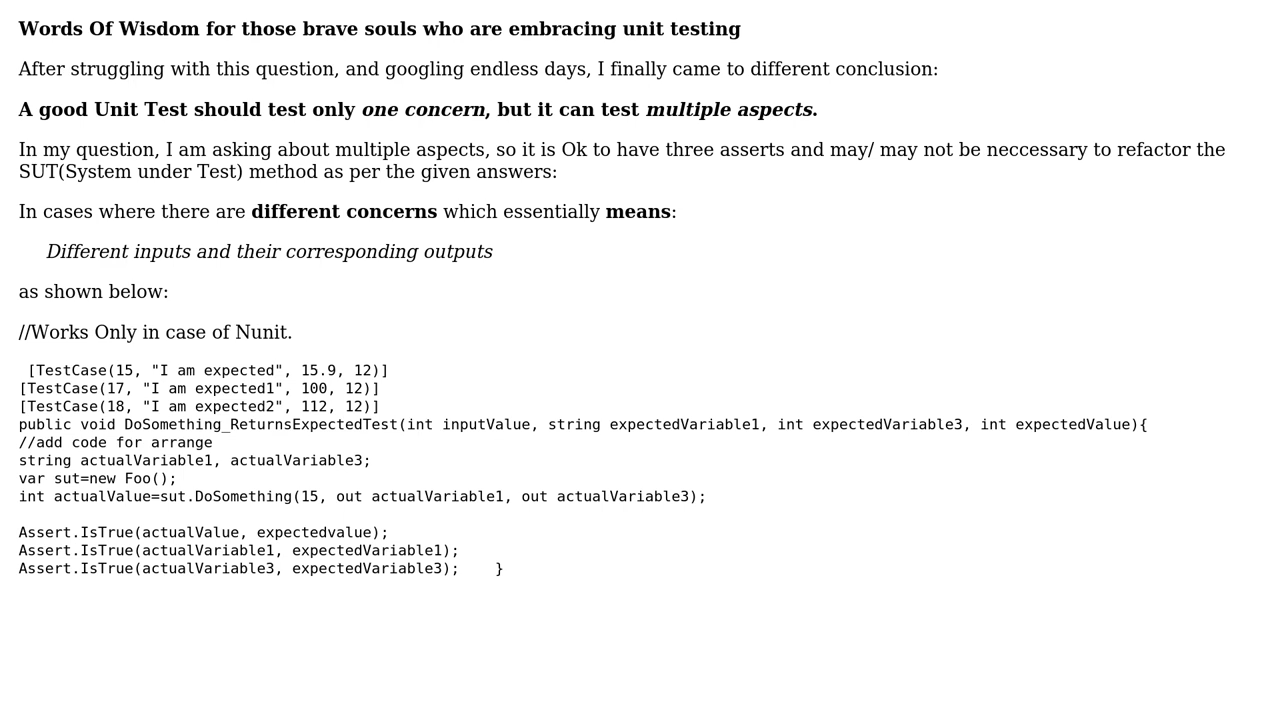 Words Of Wisdom for those brave souls who are embracing unit testing
After struggling with this question, and googling endless days, I finally came to different conclusion:
A good Unit Test should test only one concern, but it can test multiple aspects.
In my question, I am asking about multiple aspects, so it is Ok to have three asserts and may/ may not be neccessary to refactor the
SUT(System under Test) method as per the given answers:
In cases where there are different concerns which essentially means:
Different inputs and their corresponding outputs
as shown below:
//Works Only in case of Nunit.
[TestCase(15, "I am expected", 15.9, 12)]
[TestCase(17, "I am expected1", 100, 12)]
[TestCase(18, "I am expected2", 112, 12)]
public void DoSomething_ReturnsExpectedTest(int inputValue, string expectedVariable1, int expectedVariable3, int expectedValue){
//add code for arrange
string actualVariable1, actualVariable3;
var sut=new Foo();
int actualValue=sut.DoSomething(15, out actualVariable1, out actualVariable3);
Assert.IsTrue(actualValue, expectedvalue);
Assert.IsTrue(actualVariable1, expectedVariable1);
Assert.IsTrue(actualVariable3, expectedVariable3);    }